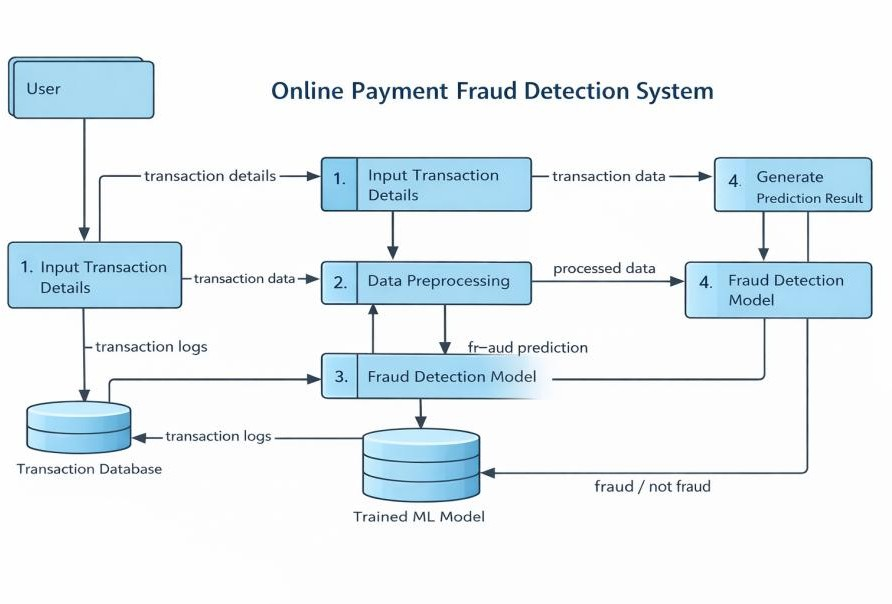 User
Online Payment Fraud Detection System
transaction details
1. Input Transaction
Details
transaction data
4. Generate
Prediction Result
1. Input Transaction
Details
transaction data
2. Data Preprocessing
processed data
4. Fraud Detection
Model
transaction logs
fr–aud prediction
3. Fraud Detection Model
transaction logs
Transaction Database
fraud / not fraud
Trained ML Model